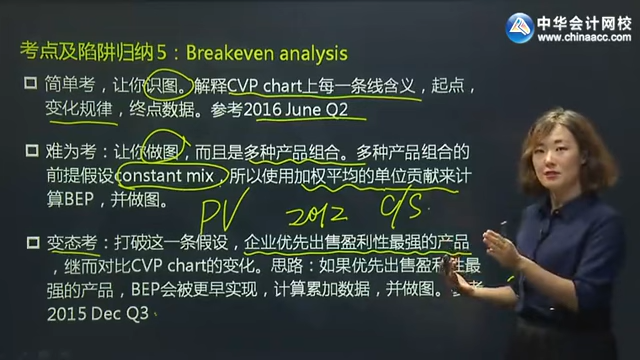 中华会计网校
www.chinaacc.com
考点及陷阱归纳5：Breakeven analysis
简单考，让你识图。解释CVP chart上每一条线含义，起点，
变化规律，终点数据。参考2016 June Q2
难为考：让你做图，而且是多种产品组合。多种产品组合的
前提假设constant mix，所以使用加权平均的单位贡献来计
算BEP，并做图。
PV 2012 c/s.
变态考：打破这一条假设，企业优先出售盈利性最强的产品
，继而对比CVP chart的变化。思路：如果优先出售盈利性最
强的产品，BEP会被更早实现，计算累加数据，并做图。参考
2015 Dec Q3